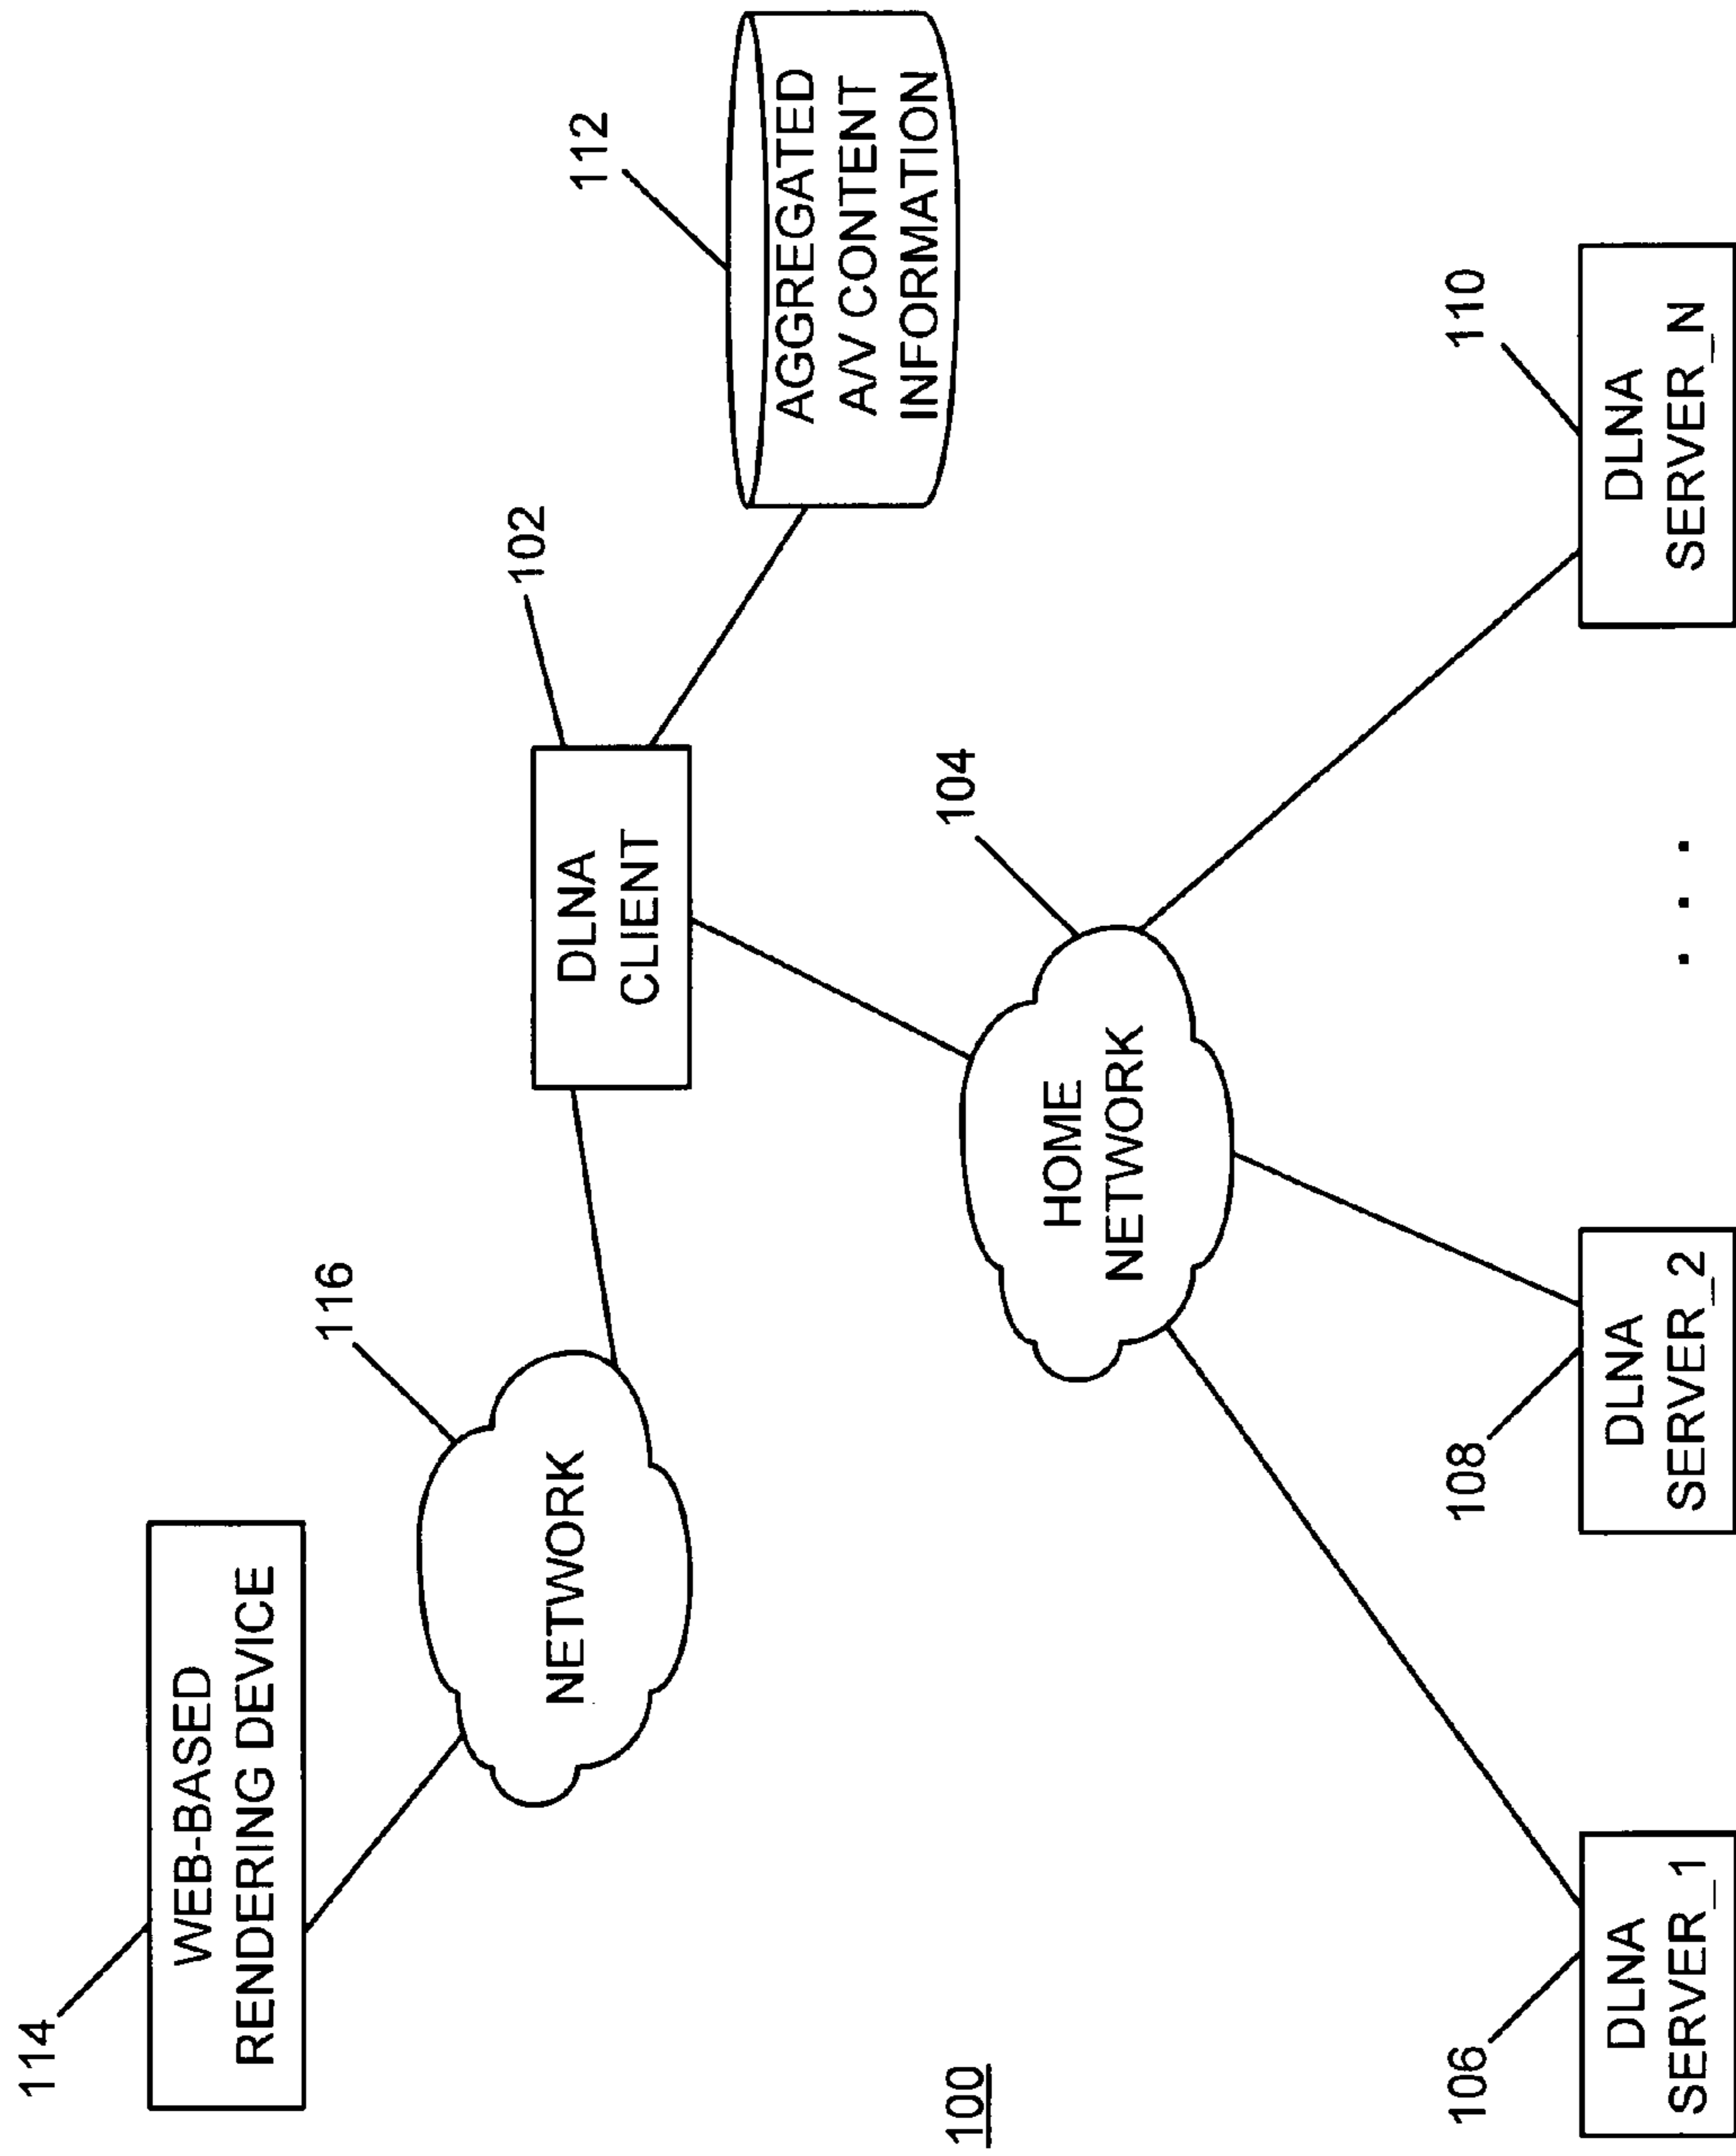 114
WEB-BASED
RENDERING DEVICE
116
NETWORK
102
DLNA
CLIENT
112
AGGREGATED
A/V CONTENT
INFORMATION
100
104
HOME
NETWORK
106
DLNA
SERVER_1
108
DLNA
SERVER_2
. . .
110
DLNA
SERVER_N